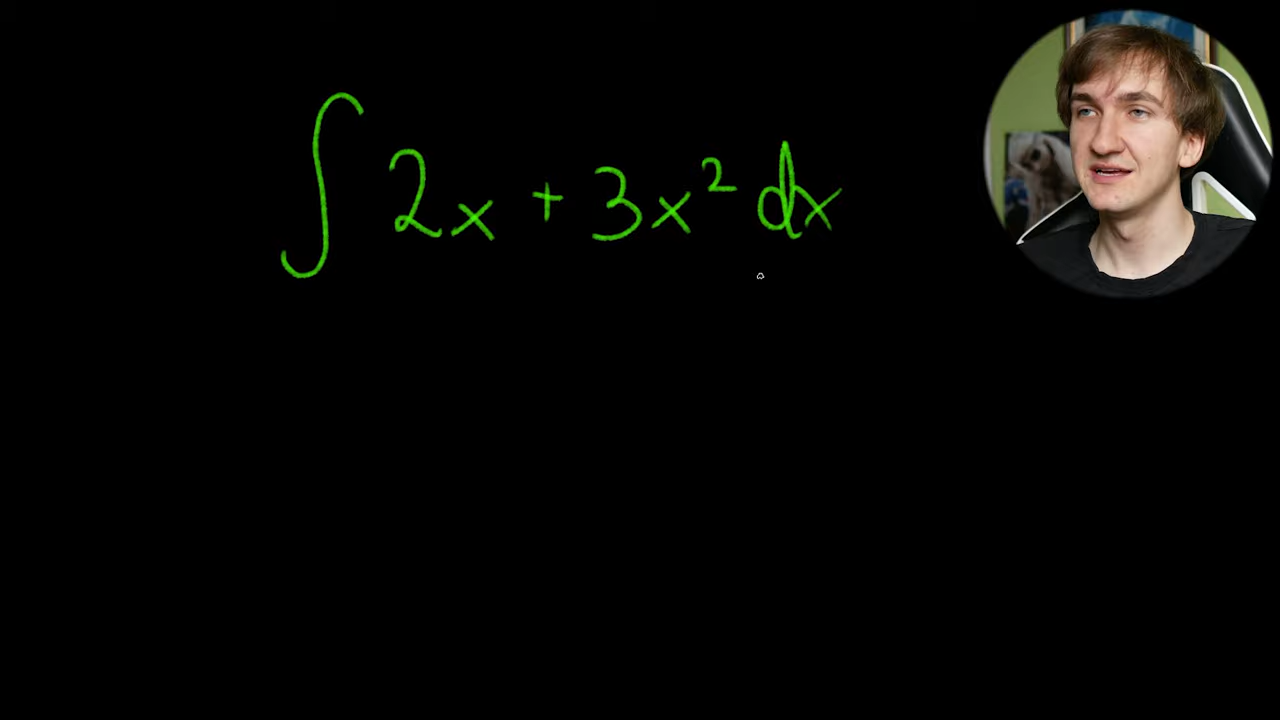 ∫ 2x + 3x² dx